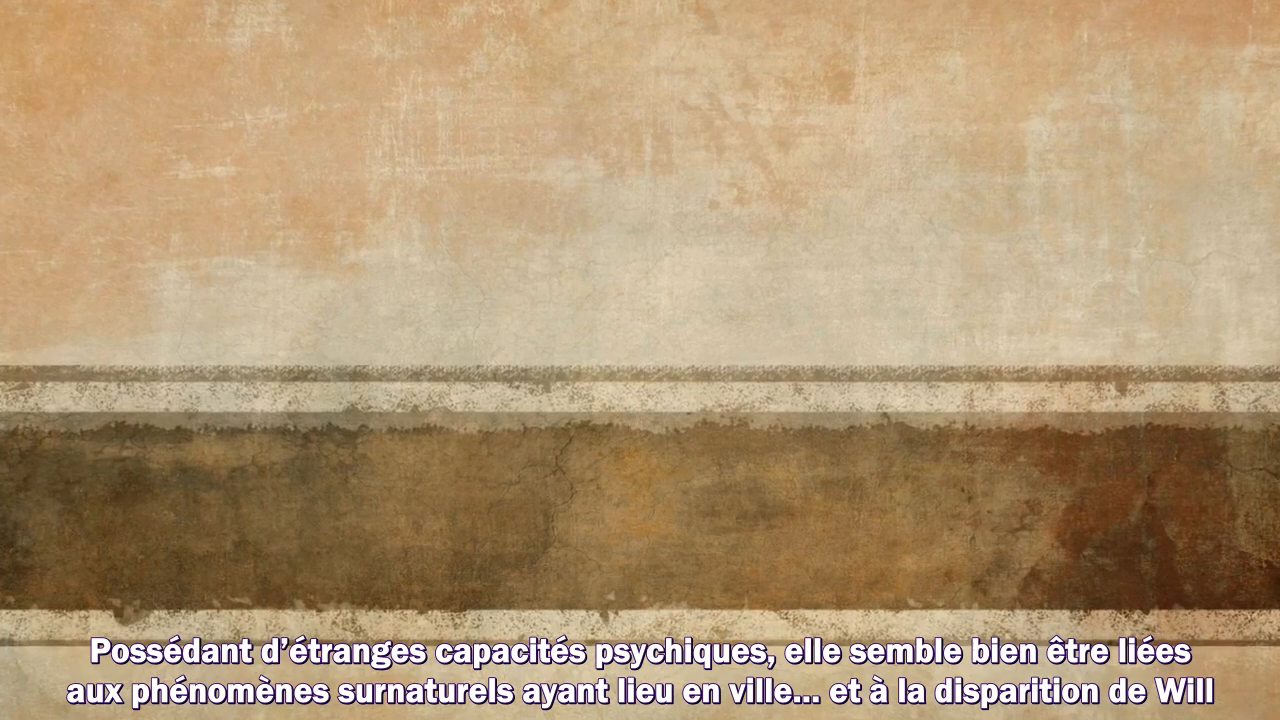 Possédant d’étranges capacités psychiques, elle semble bien être liées
aux phénomènes surnaturels ayant lieu en ville... et à la disparition de Will